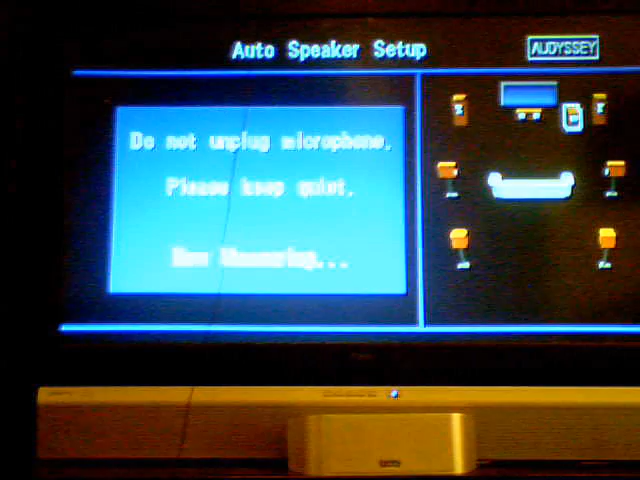 Auto Speaker Setup
AUDYSSEY
Do not unplug microphone.
Please keep quiet.
Now Measuring...